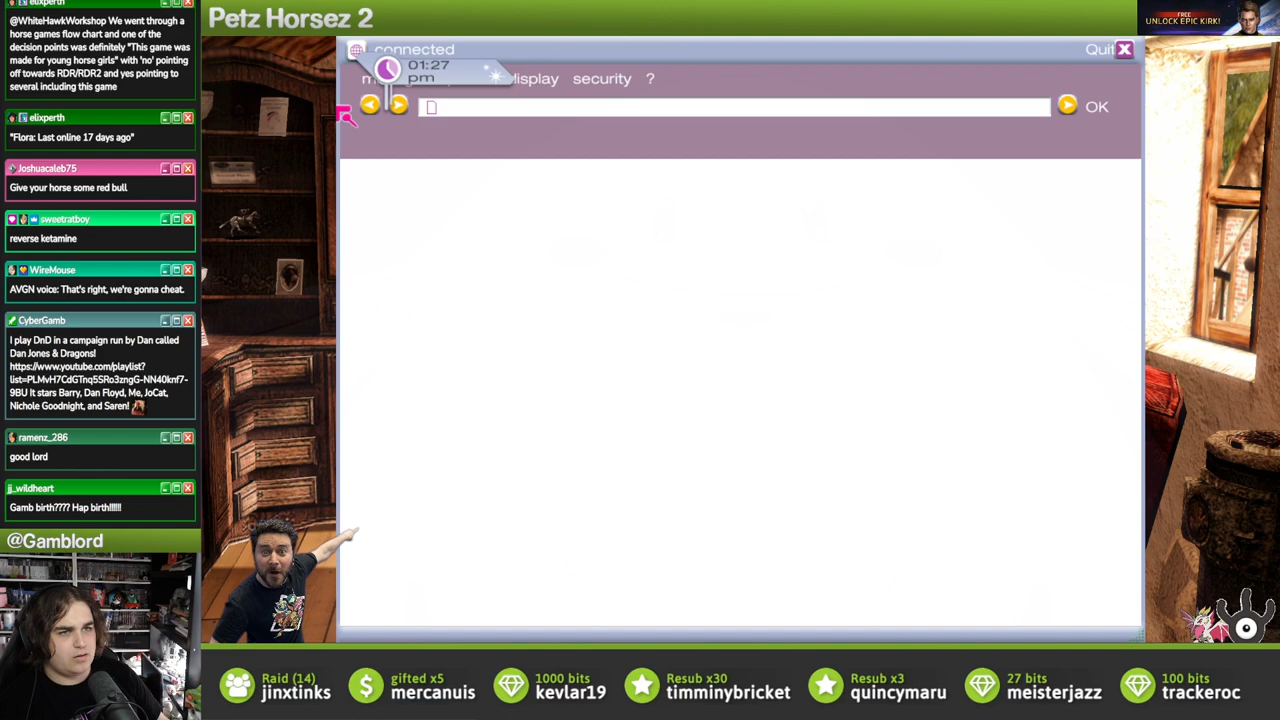 Petz Horsez 2
FREE
UNLOCK EPIC KIRK!
elixperth
@WhiteHawkWorkshop We went through a
horse games flow chart and one of the
decision points was definitely "This game was
made for young horse girls" with 'no' pointing
off towards RDR/RDR2 and yes pointing to
several including this game
elixperth
"Flora: Last online 17 days ago"
Joshuacaleb75
Give your horse some red bull
sweetratboy
reverse ketamine
WireMouse
AVGN voice: That's right, we're gonna cheat.
CyberGamb
I play DnD in a campaign run by Dan called
Dan Jones & Dragons!
https://www.youtube.com/playlist?
list=PLMvH7CdGTnq5SRo3zngG-NN40knf7-
9BU It stars Barry, Dan Floyd, Me, JoCat,
Nichole Goodnight, and Saren!
ramenz_286
good lord
jj_wildheart
Gamb birth???? Hap birth!!!!!!
@Gamblord
connected
Quit
01:27
pm
display security ?
OK
Raid (14)
jinxtinks
gifted x5
mercanuis
1000 bits
kevlar19
Resub x30
timminybricket
Resub x3
quincymaru
27 bits
meisterjazz
100 bits
trackeroc